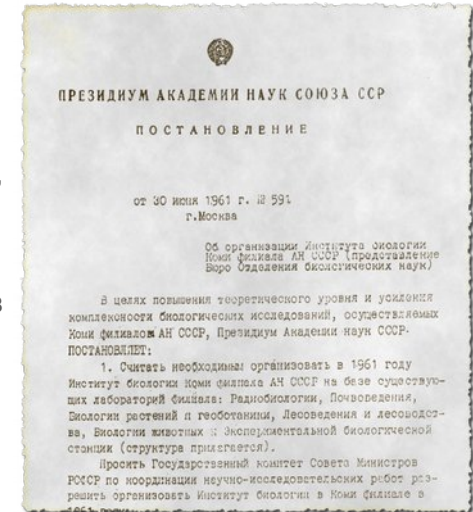 ПРЕЗИДИУМ АКАДЕМИИ НАУК СОЮЗА ССР
ПОСТАНОВЛЕНИЕ
от 30 июня 1961 г. № 591
г.Москва
Об организации Института биологии
Коми филиала АН СССР (представление
Бюро Отделения биологических наук)
В целях повышения теоретического уровня и усиления
комплексности биологических исследований, осуществляемых
Коми филиалом АН СССР, Президиум Академии наук СССР-
ПОСТАНОВЛЯЕТ:
1. Считать необходимым организовать в 1961 году
Институт биологии Коми филиала АН СССР на базе существую-
щих лабораторий филиала: Радиобиологии, Почвоведения,
Биологии растений и геоботаники, Лесоведения и лесоводст-
ва, Биологии животных и Экспериментальной биологической
станции (структура прилагается).
Просить Государственный комитет Совета Министров
РСФСР по координации научно-исследовательских работ раз-
решить организовать Институт биологии в Коми филиале в
1961 году